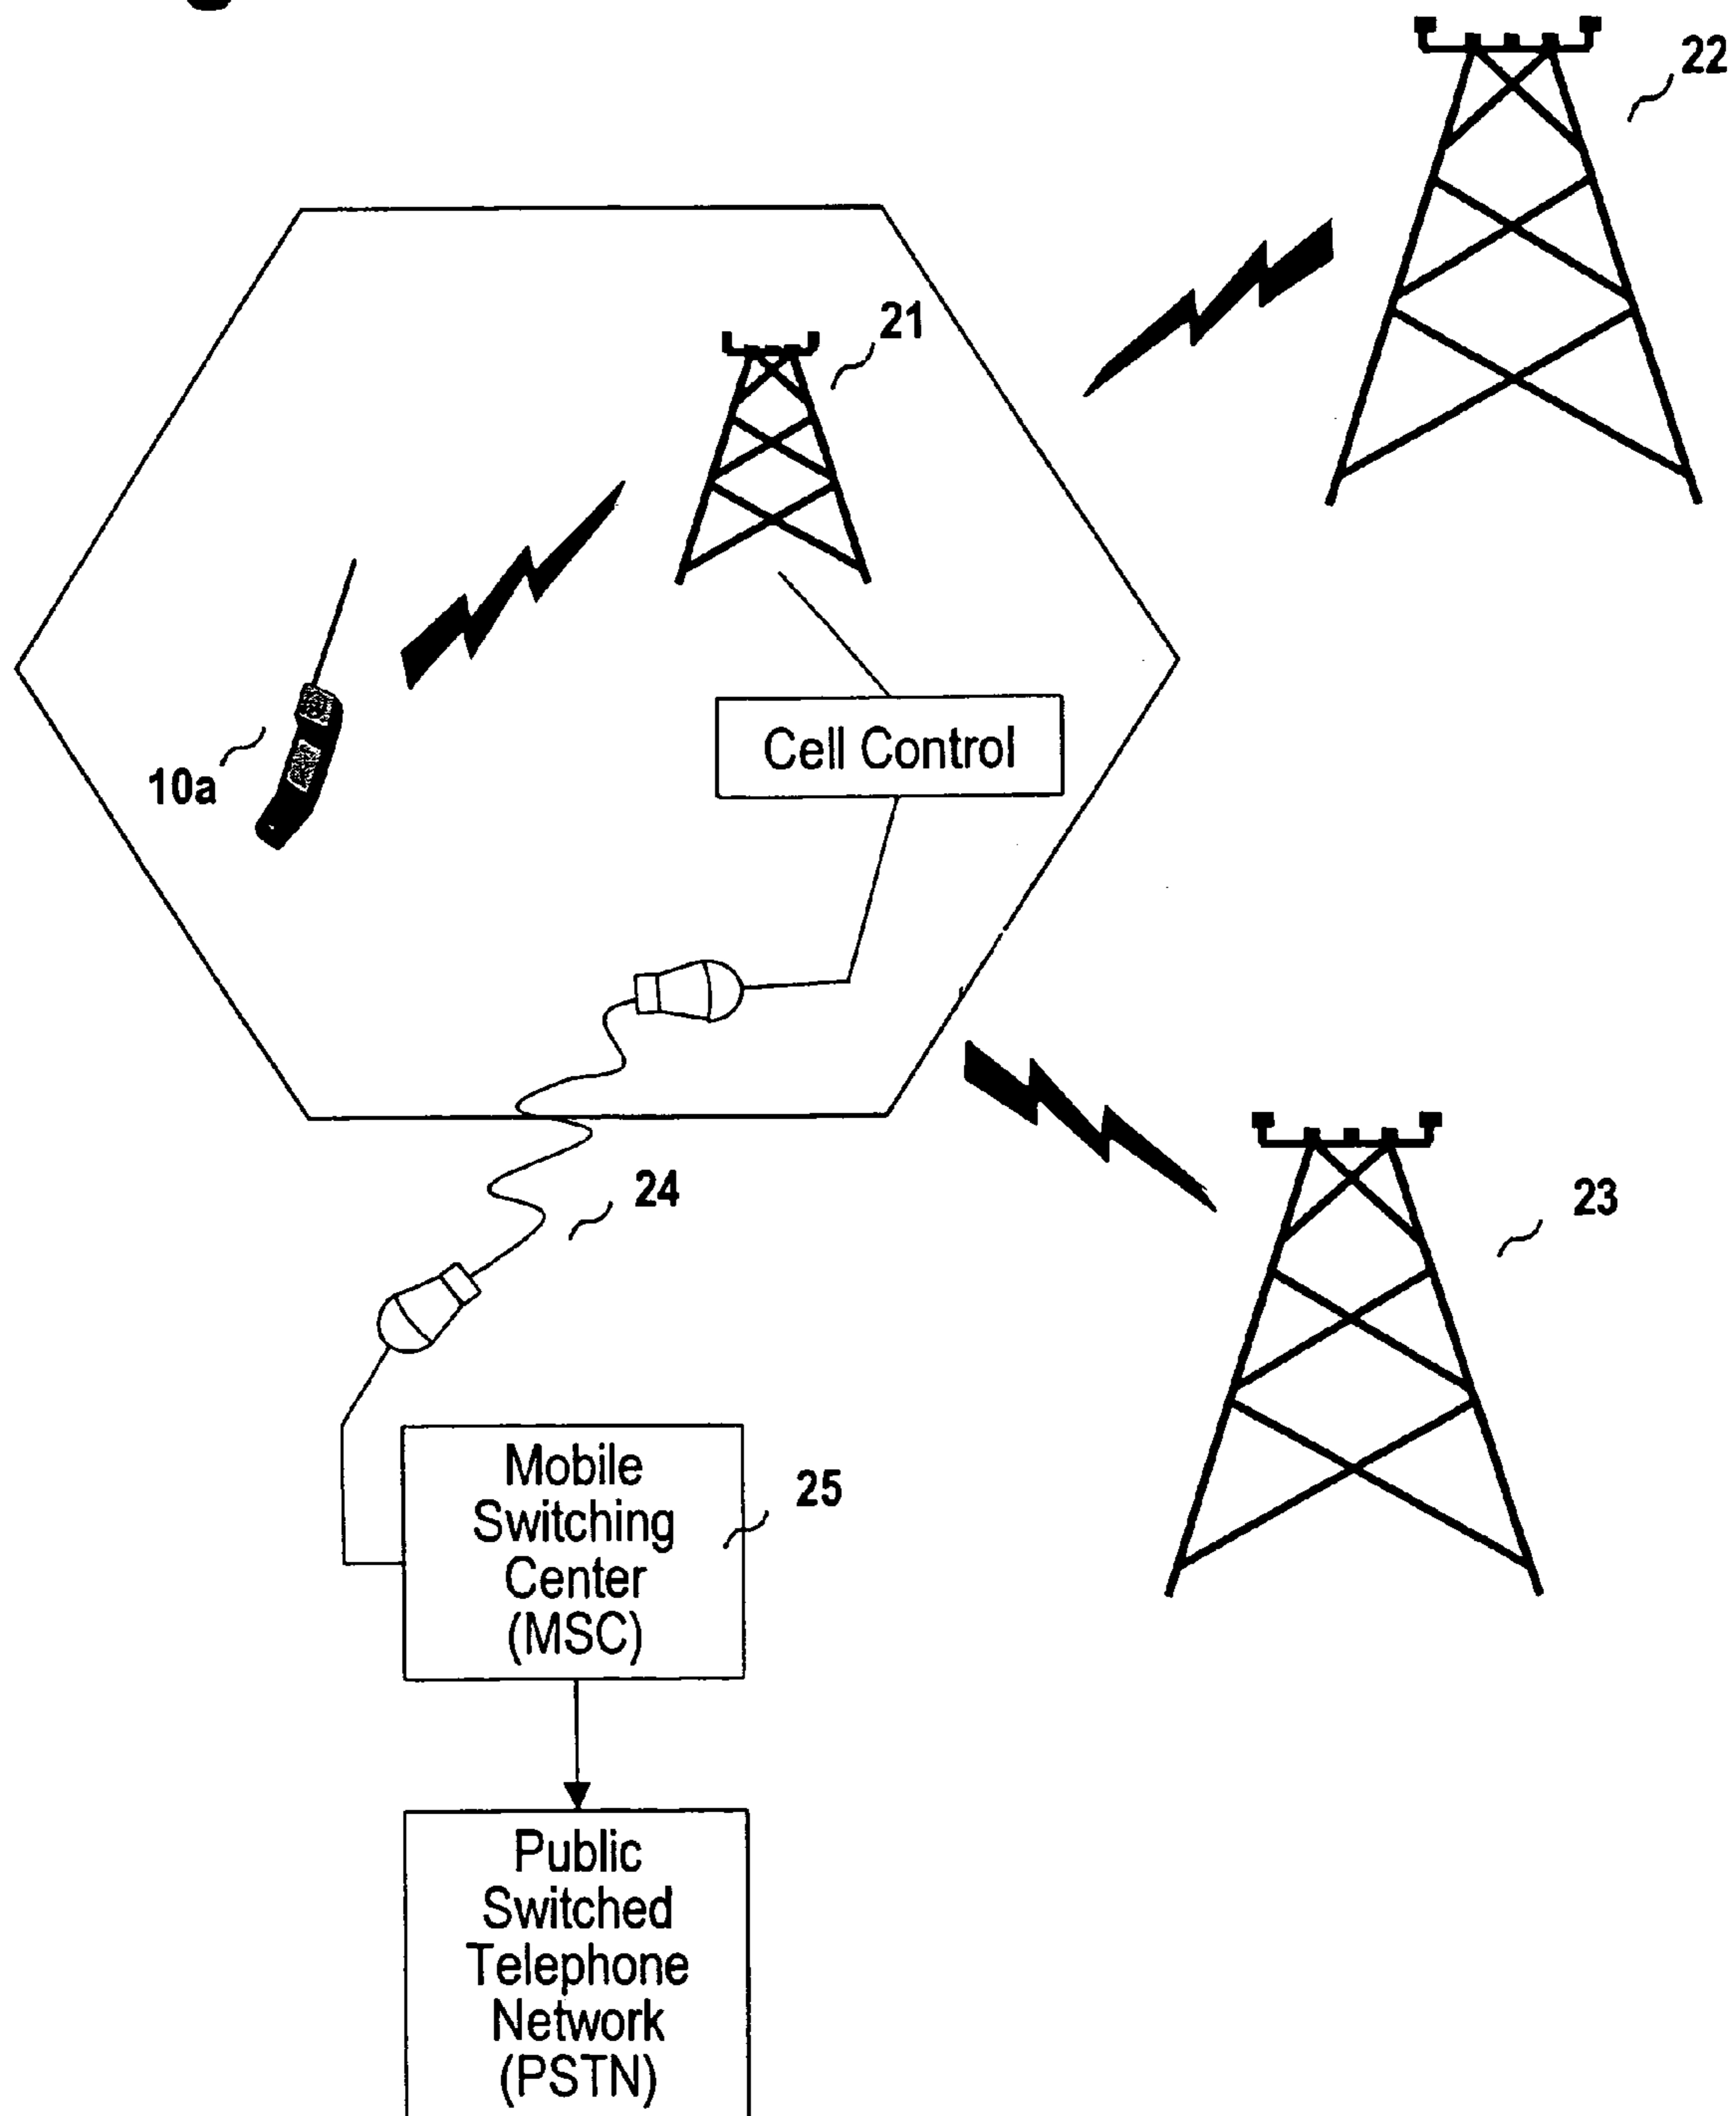 22
21
Cell Control
10a
24
23
Mobile
Switching
Center
(MSC)
25
Public
Switched
Telephone
Network
(PSTN)